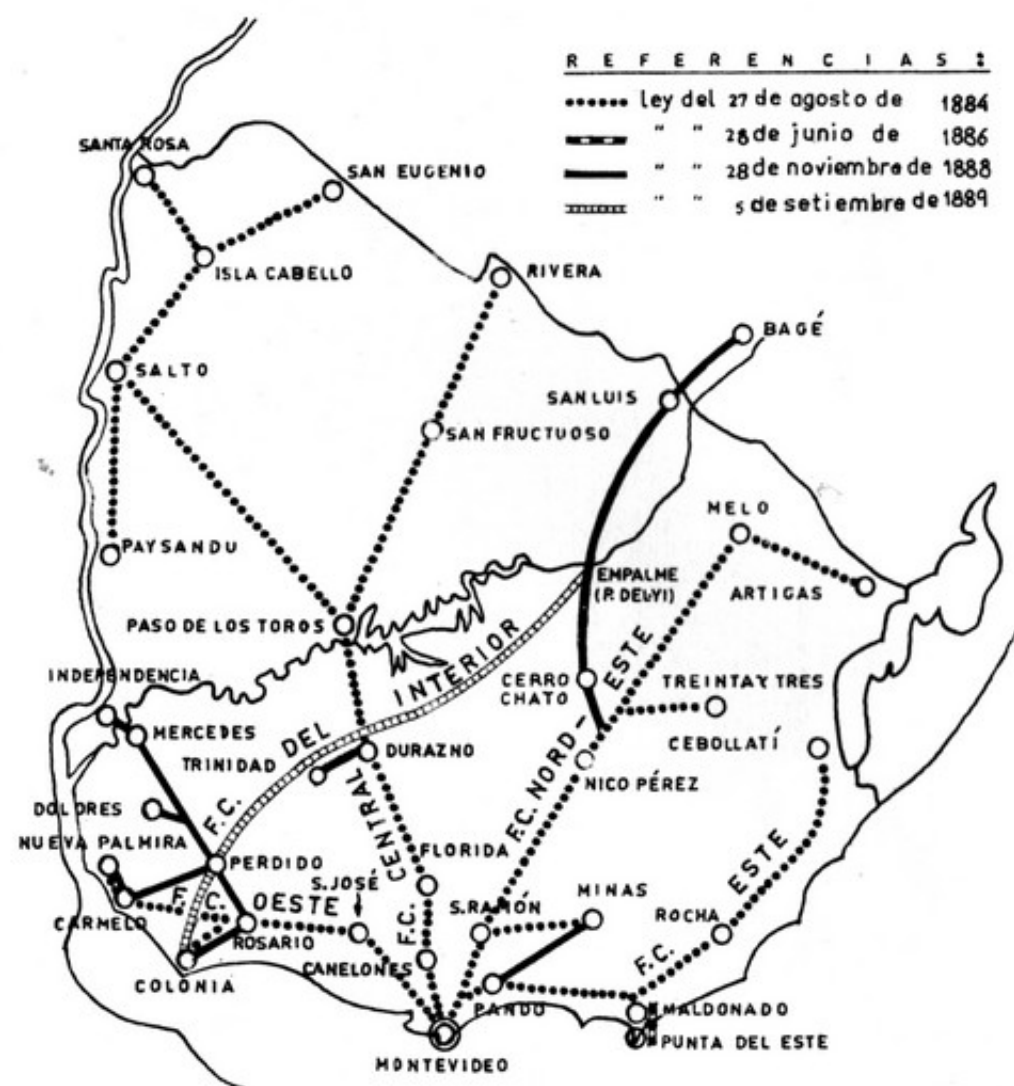 REFERENCIAS:
ley del 27 de agosto de 1884
" " 28 de junio de 1886
" " 28 de noviembre de 1888
" " 5 de setiembre de 1889
SANTA ROSA
SAN EUGENIO
ISLA CABELLO
RIVERA
BAGÉ
SALTO
SAN LUIS
SAN FRUCTUOSO
MELO
PAYSANDU
EMPALME
(P. DEL YI)
ARTIGAS
PASO DE LOS TOROS
INDEPENDENCIA
CERRO
CHATO
TREINTA Y TRES
MERCEDES
CEBOLLATÍ
TRINIDAD
DURAZNO
NICO PÉREZ
F.C. DEL INTERIOR
F.C. CENTRAL
F.C. NORD-ESTE
DOLORES
NUEVA PALMIRA
PERDIDO
FLORIDA
F. C. OESTE
S. JOSÉ
S. RAMÓN
MINAS
F.C. ESTE
ROCHA
CARMELO
ROSARIO
CANELONES
COLONIA
PANDO
MALDONADO
PUNTA DEL ESTE
MONTEVIDEO